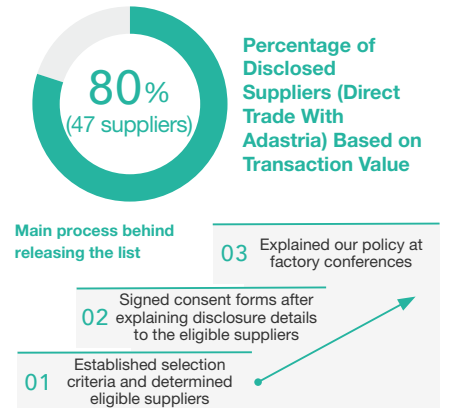 80%
(47 suppliers)
Percentage of
Disclosed
Suppliers (Direct
Trade With
Adastria) Based on
Transaction Value
Main process behind
releasing the list
03
Explained our policy at
factory conferences
02
Signed consent forms after
explaining disclosure details
to the eligible suppliers
01
Established selection
criteria and determined
eligible suppliers